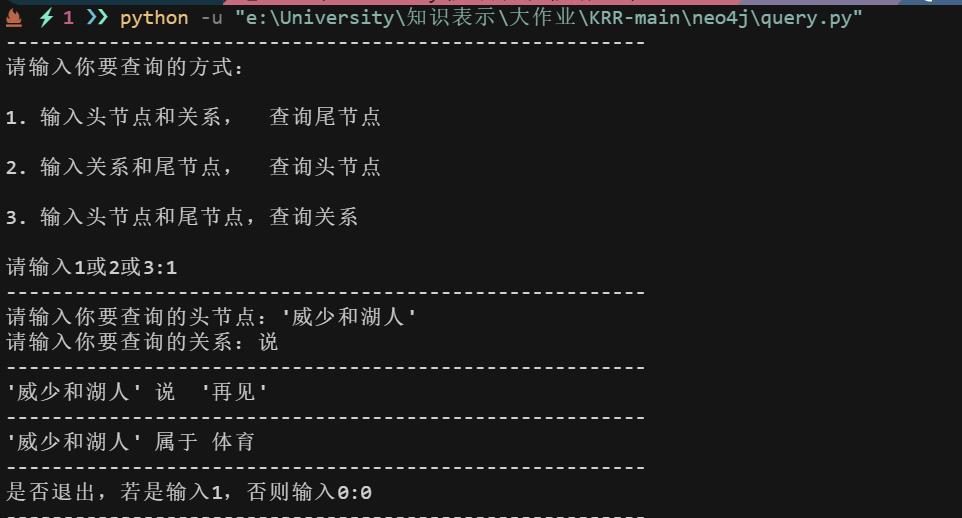 1 ❯❯ python -u "e:\University\知识表示\大作业\KRR-main\neo4j\query.py"
---------------------------------------------------------
请输入你要查询的方式：
1. 输入头节点和关系，  查询尾节点
2. 输入关系和尾节点，  查询头节点
3. 输入头节点和尾节点，查询关系
请输入1或2或3:1
---------------------------------------------------------
请输入你要查询的头节点：'威少和湖人'
请输入你要查询的关系：说
---------------------------------------------------------
'威少和湖人' 说  '再见'
---------------------------------------------------------
'威少和湖人' 属于 体育
---------------------------------------------------------
是否退出，若是输入1，否则输入0:0
---------------------------------------------------------